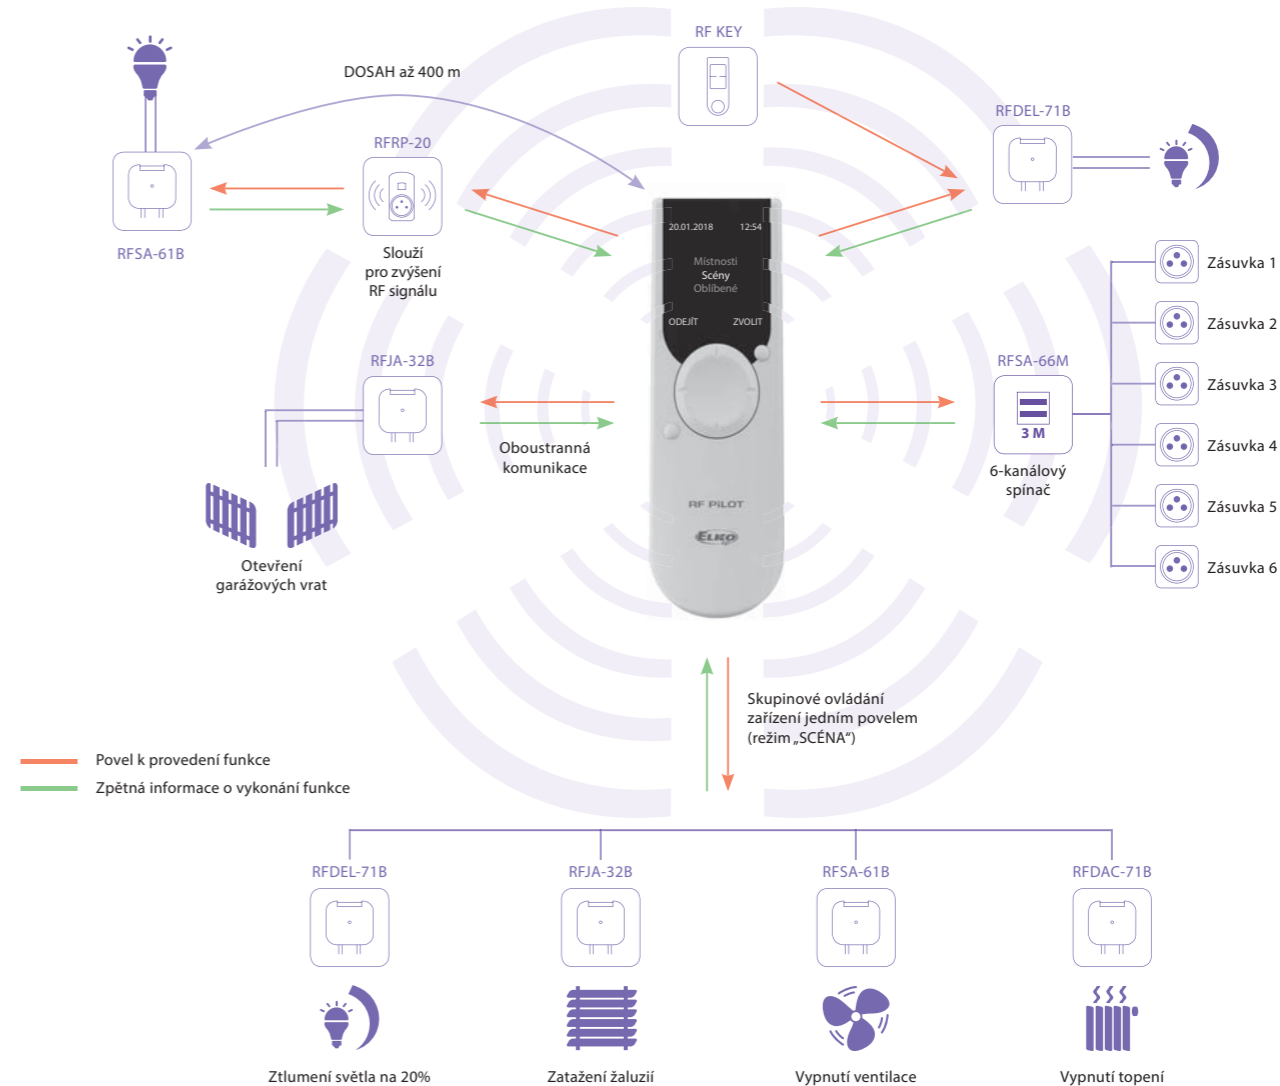 RF KEY
DOSAH až 400 m
RFDEL-71B
RFRP-20
RFSA-61B
Slouží
pro zvýšení
RF signálu
20.01.2018 12:54
Místnosti
Scény
Oblíbené
ODEJÍT ZVOLIT
Zásuvka 1
Zásuvka 2
Zásuvka 3
Zásuvka 4
Zásuvka 5
Zásuvka 6
RFJA-32B
RFSA-66M
3 M
6-kanálový
spínač
Oboustranná
komunikace
RF PiLOT
ELKO
Otevření
garážových vrat
Skupinové ovládání
zařízení jedním povelem
(režim „SCÉNA“)
Povel k provedení funkce
Zpětná informace o vykonání funkce
RFDEL-71B
RFJA-32B
RFSA-61B
RFDAC-71B
Ztlumení světla na 20%
Zatažení žaluzií
Vypnutí ventilace
Vypnutí topení